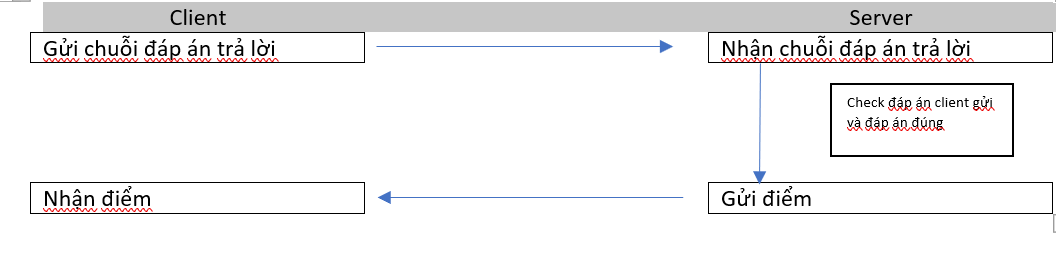 Client
Server
Gửi chuỗi đáp án trả lời
Nhận chuỗi đáp án trả lời
Check đáp án client gửi
và đáp án đúng
Nhận điểm
Gửi điểm